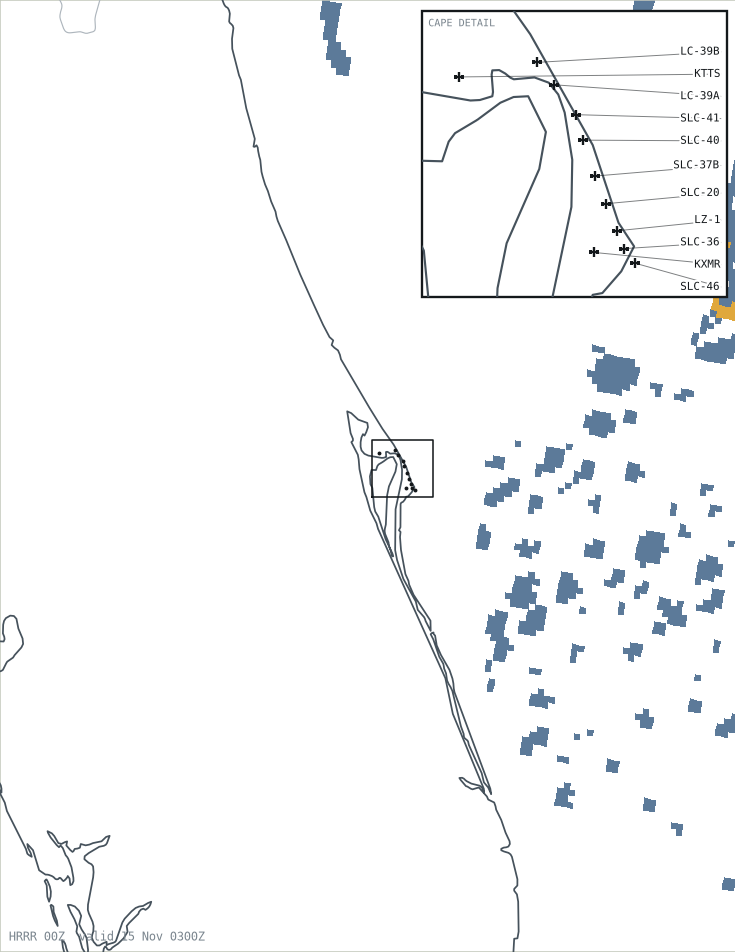 CAPE DETAIL
LC-39B
KTTS
LC-39A
SLC-41
SLC-40
SLC-37B
SLC-20
LZ-1
SLC-36
KXMR
SLC-46
HRRR 00Z valid 15 Nov 0300Z